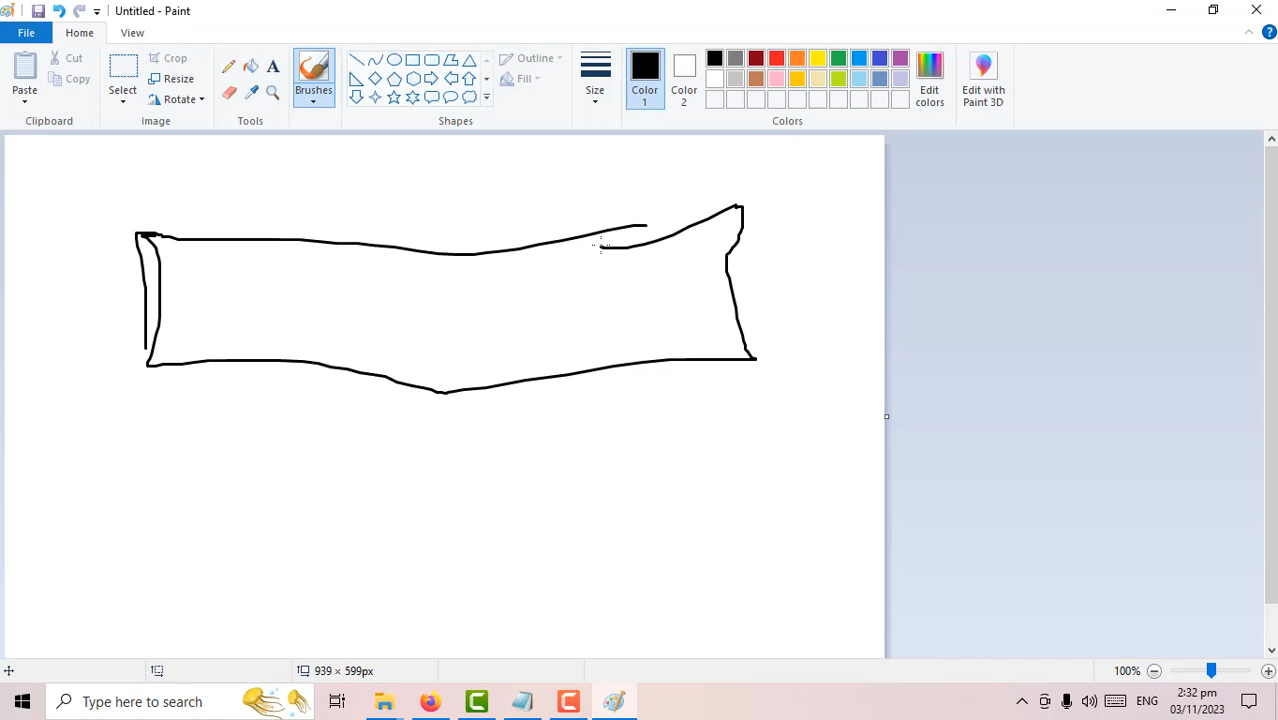 Untitled - Paint
File Home View
Paste
Cut
Copy
Clipboard
Select
Crop
Resize
Rotate
Image
A
Tools
Brushes
Outline
Fill
Shapes
Size
Color 1
Color 2
Edit colors
Colors
Edit with Paint 3D
939 × 599px
100%
Type here to search
ENG
2:32 pm
03/11/2023